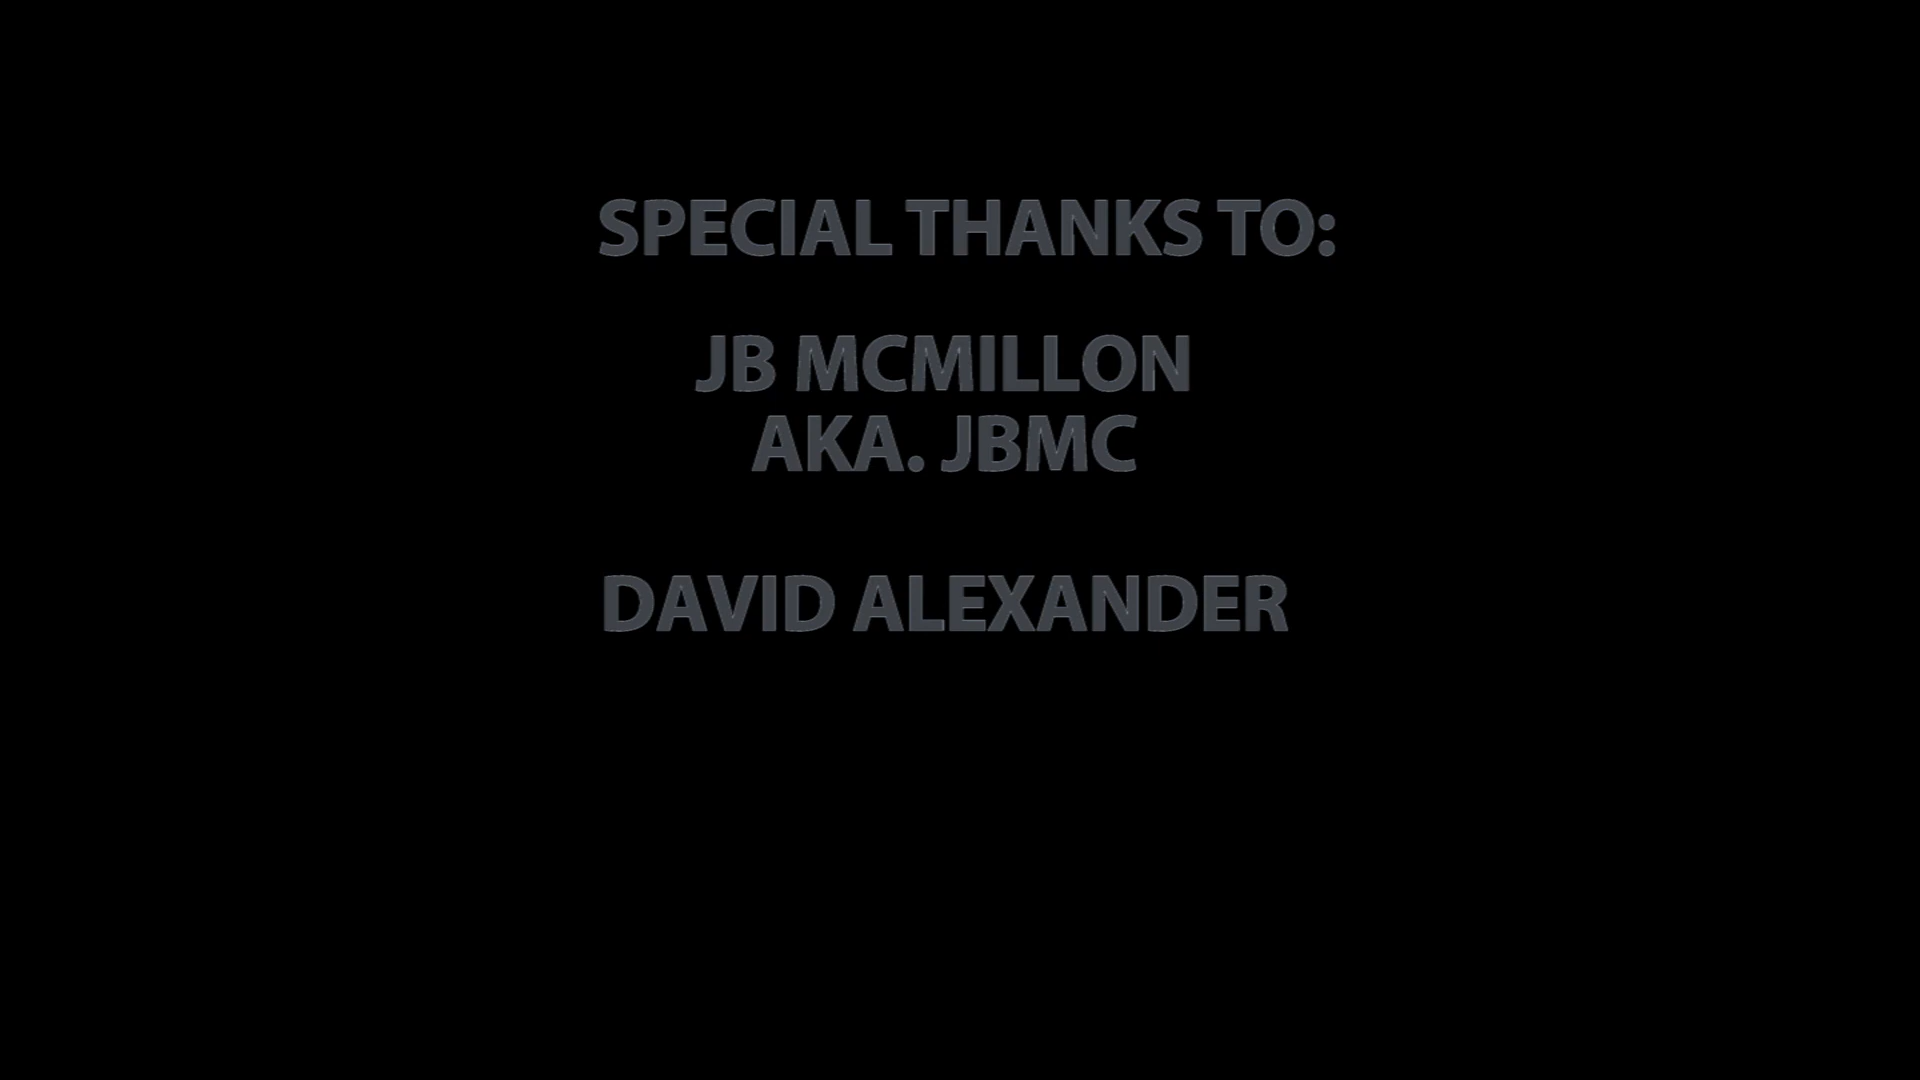 SPECIAL THANKS TO:
JB MCMILLON
AKA. JBMC
DAVID ALEXANDER